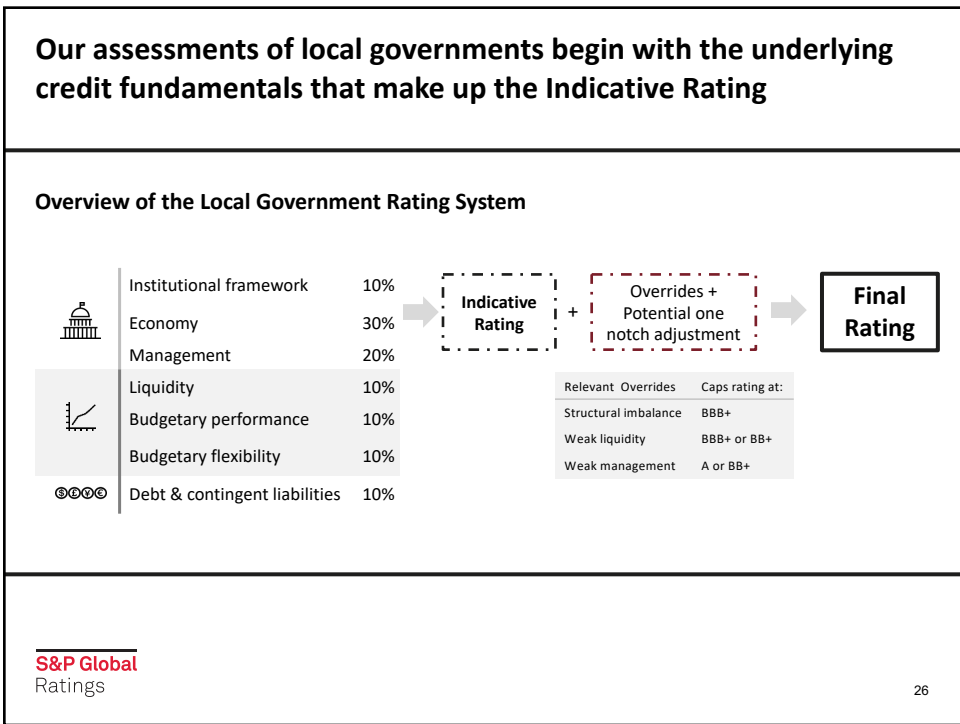 Our assessments of local governments begin with the underlying
credit fundamentals that make up the Indicative Rating
Overview of the Local Government Rating System
Institutional framework 10%
Economy 30%
Management 20%
Liquidity 10%
Budgetary performance 10%
Budgetary flexibility 10%
$£¥€ Debt & contingent liabilities 10%
Indicative
Rating
+
Overrides +
Potential one
notch adjustment
Final
Rating
Relevant Overrides Caps rating at:
Structural imbalance BBB+
Weak liquidity BBB+ or BB+
Weak management A or BB+
S&P Global
Ratings
26